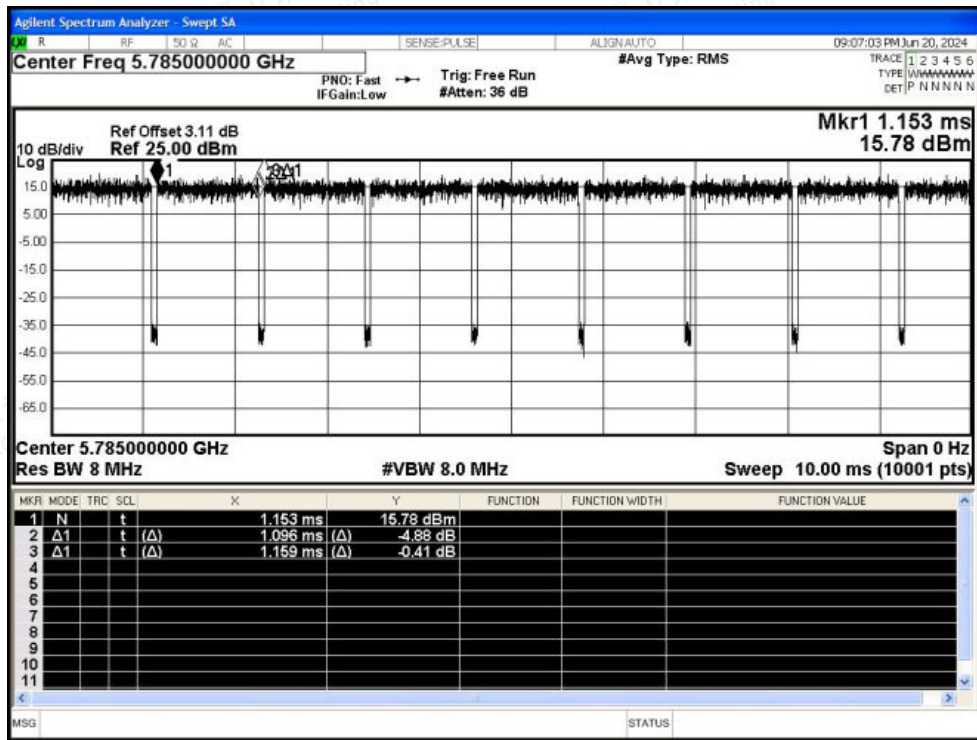 Agilent Spectrum Analyzer - Swept SA
LXI R RF 50 Ω AC SENSE:PULSE ALIGNAUTO 09:07:03 PM Jun 20, 2024
Center Freq 5.785000000 GHz
#Avg Type: RMS
TRACE 1 2 3 4 5 6
PNO: Fast Trig: Free Run
TYPE
IFGain:Low #Atten: 36 dB
DET P N N N N N
Mkr1 1.153 ms
Ref Offset 3.11 dB
10 dB/div Ref 25.00 dBm 15.78 dBm
Log
1
15.0
5.00
-5.00
-15.0
-25.0
-35.0
-45.0
-55.0
-65.0
Center 5.785000000 GHz Span 0 Hz
Res BW 8 MHz #VBW 8.0 MHz Sweep 10.00 ms (10001 pts)
MKR MODE TRC SCL X Y FUNCTION FUNCTION WIDTH FUNCTION VALUE
1 N t 1.153 ms 15.78 dBm
2 Δ1 t (Δ) 1.096 ms (Δ) -4.88 dB
3 Δ1 t (Δ) 1.159 ms (Δ) -0.41 dB
4
5
6
7
8
9
10
11
MSG STATUS